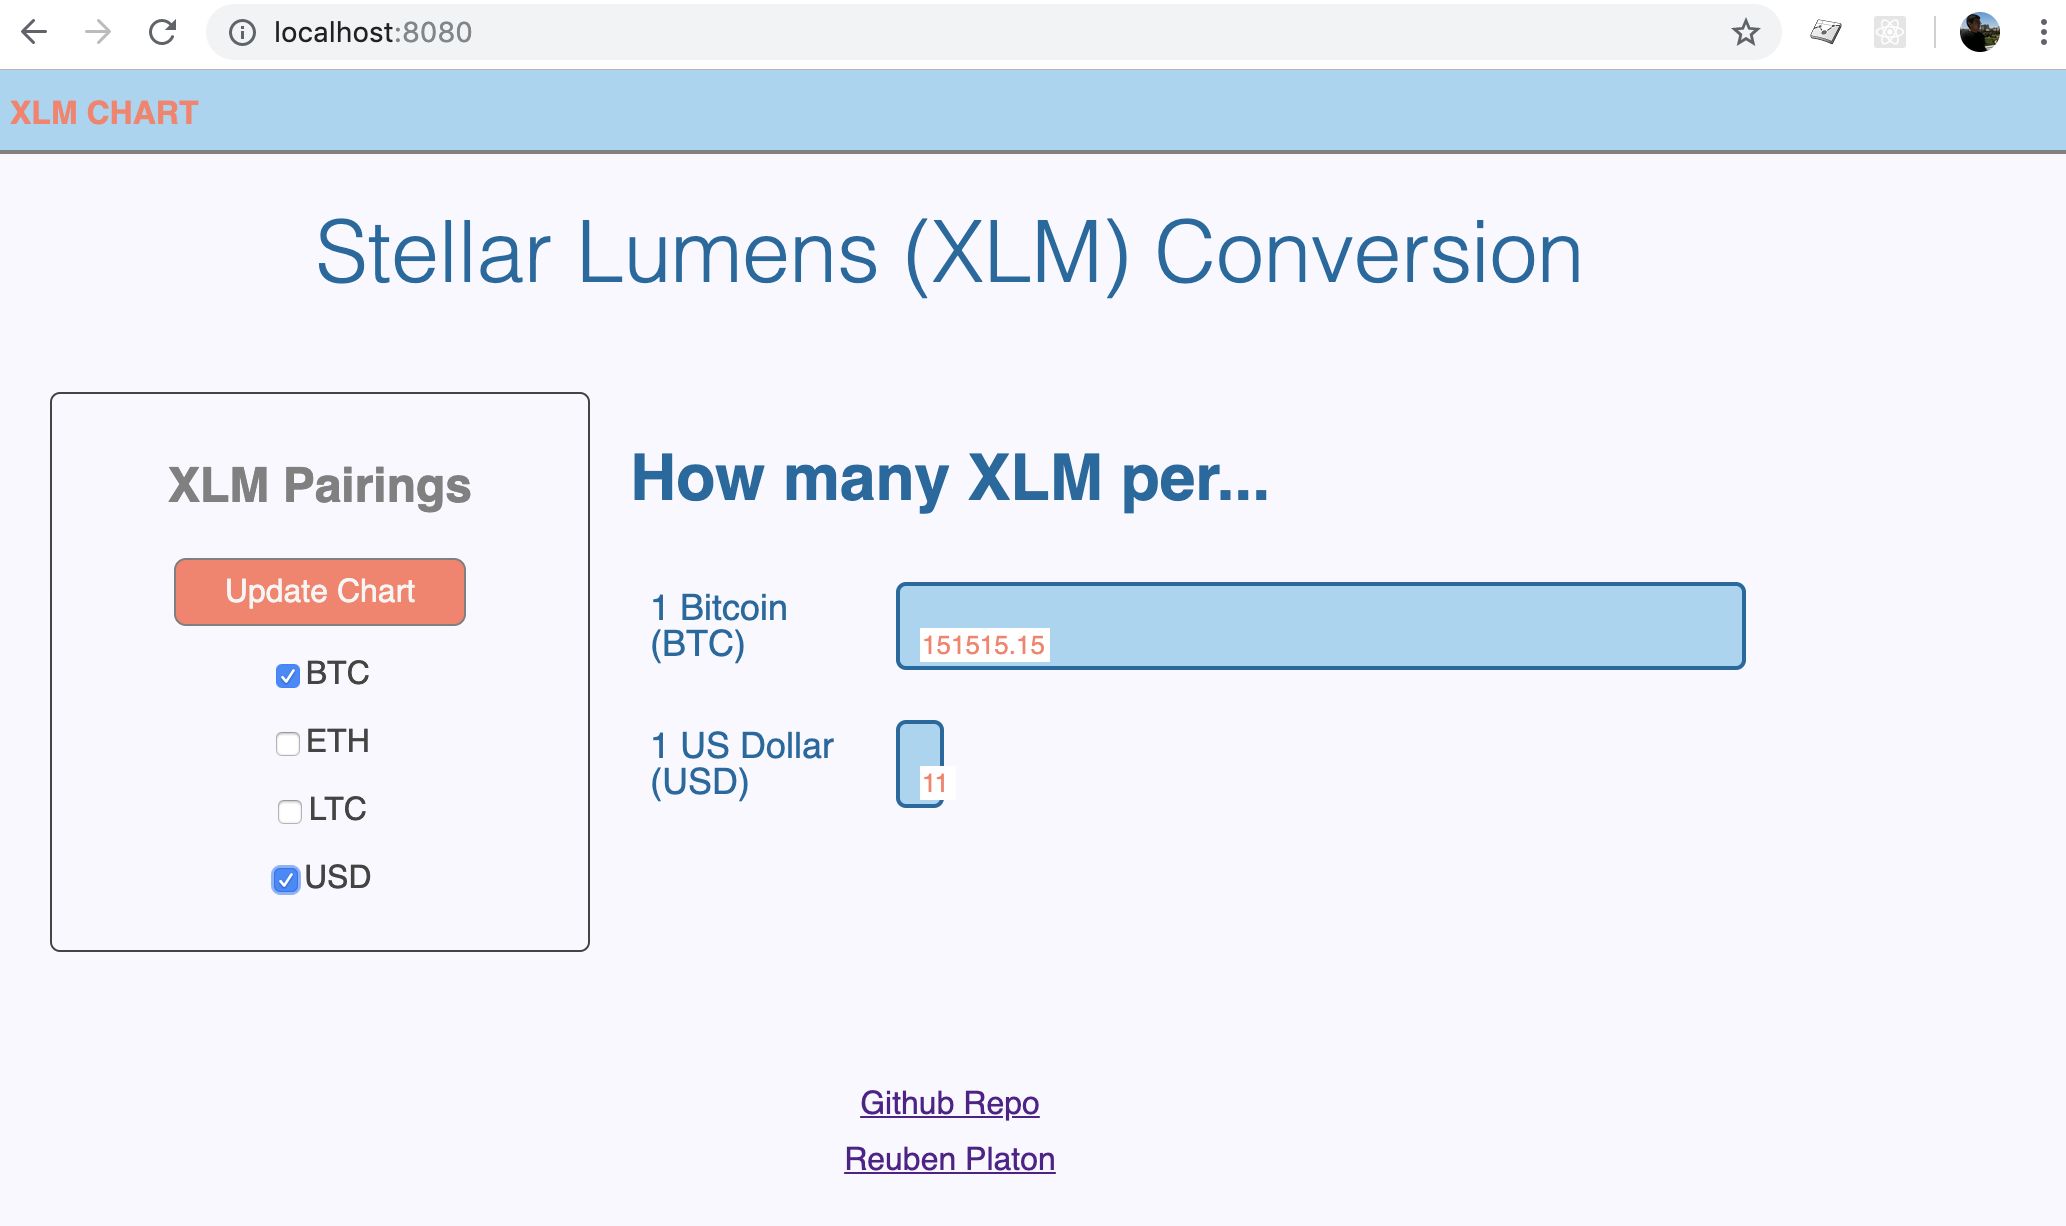 localhost:8080
XLM CHART
Stellar Lumens (XLM) Conversion
XLM Pairings
Update Chart
BTC
ETH
LTC
USD
How many XLM per...
1 Bitcoin
(BTC)
151515.15
1 US Dollar
(USD)
11
Github Repo
Reuben Platon